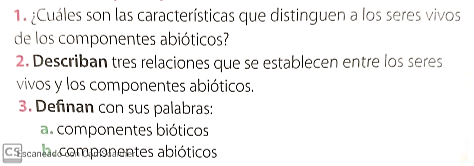 1. ¿Cuáles son las características que distinguen a los seres vivos
de los componentes abióticos?
2. Describan tres relaciones que se establecen entre los seres
vivos y los componentes abióticos.
3. Definan con sus palabras:
a. componentes bióticos
b. componentes abióticos
CS Escaneado con CamScanner